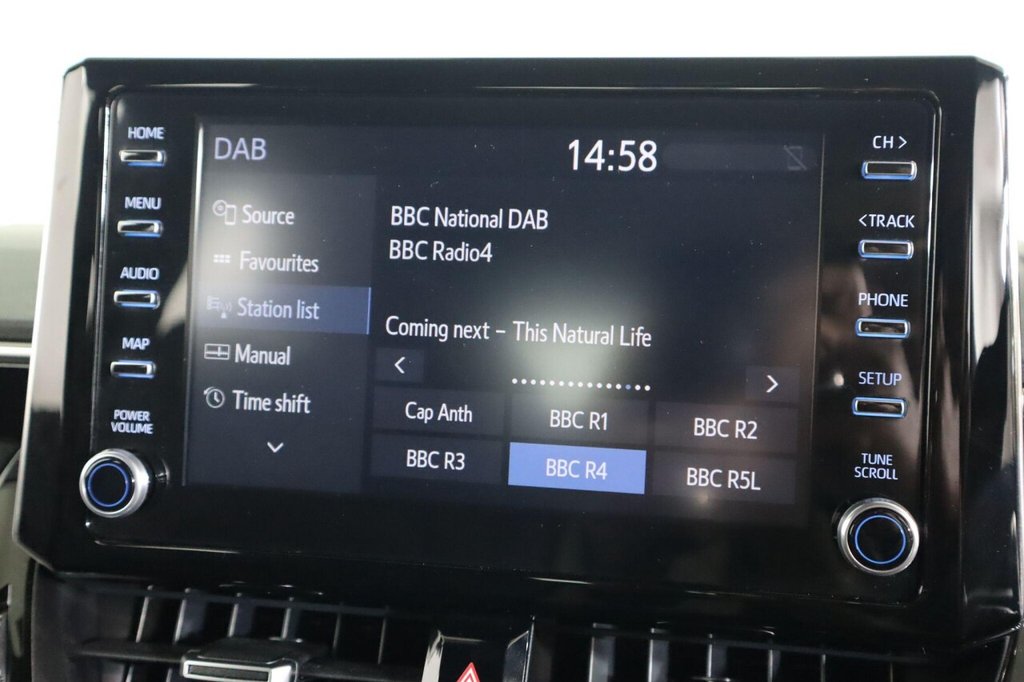 HOME
MENU
AUDIO
MAP
POWER
VOLUME
DAB
14:58
Source
Favourites
Station list
Manual
Time shift
BBC National DAB
BBC Radio4
Coming next – This Natural Life
Cap Anth
BBC R1
BBC R2
BBC R3
BBC R4
BBC R5L
CH >
< TRACK
PHONE
SETUP
TUNE
SCROLL